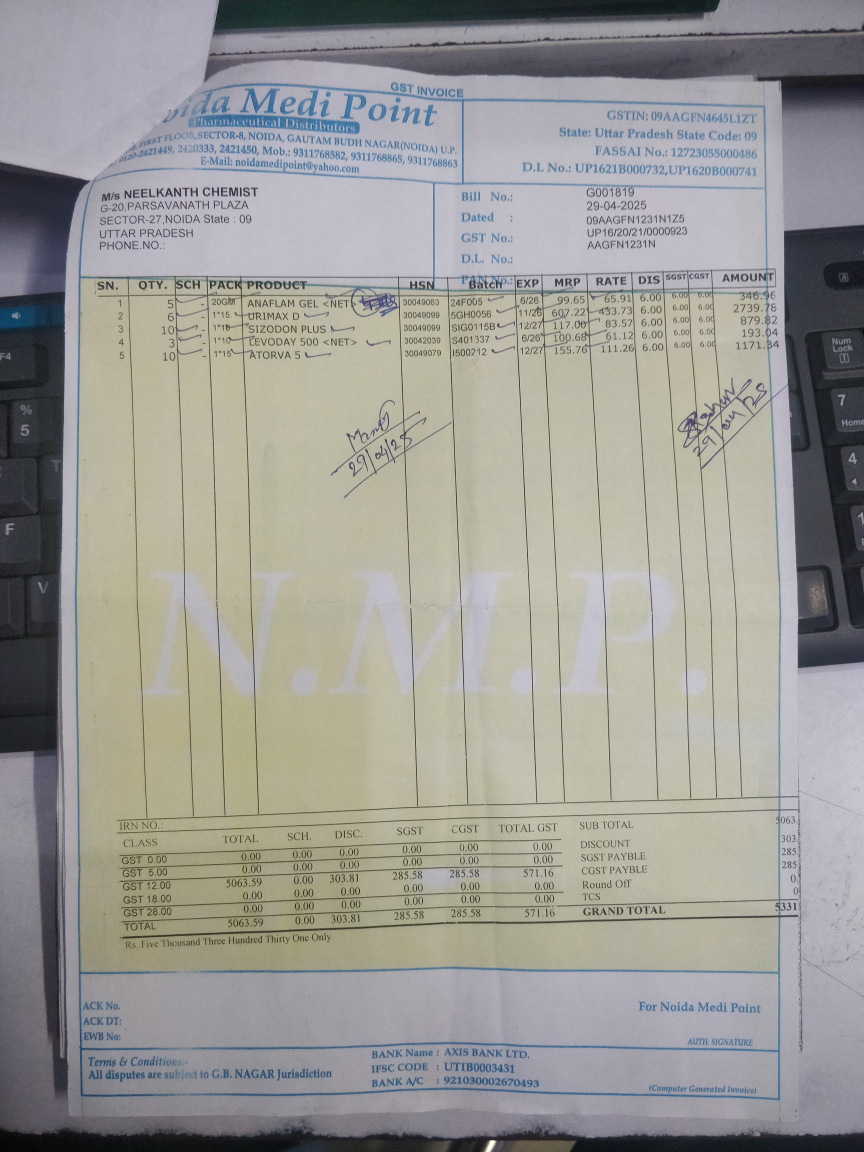 GST INVOICE
Noida Medi Point
Pharmaceutical Distributors
FIRST FLOOR,SECTOR-8, NOIDA, GAUTAM BUDH NAGAR(NOIDA) U.P.
0120-2421449, 2420333, 2421450, Mob.: 9311768582, 9311768865, 9311768863
E-Mail: noidamedipoint@yahoo.com
GSTIN: 09AAGFN4645L1ZT
State: Uttar Pradesh State Code: 09
FASSAI No.: 12723055000486
D.L No.: UP1621B000732,UP1620B000741
M/s NEELKANTH CHEMIST
G-20,PARSAVANATH PLAZA
SECTOR-27,NOIDA State : 09
UTTAR PRADESH
PHONE.NO.:
Bill No.: G001819
Dated : 29-04-2025
GST No.: 09AAGFN1231N1Z5
D.L. No.: UP16/20/21/0000923
PAN No.: AAGFN1231N
SN. QTY. SCH PACK PRODUCT HSN Batch EXP MRP RATE DIS SGST CGST AMOUNT
1 5 - 20GM ANAFLAM GEL <NET> 30049063 24F005 6/26 99.65 65.91 6.00 6.00 6.00 346.96
2 6 - 1*15 URIMAX D 30049099 5GH0056 11/26 607.22 433.73 6.00 6.00 6.00 2739.78
3 10 - 1*10 SIZODON PLUS 30049099 SIG0115B 12/27 117.00 83.57 6.00 6.00 6.00 879.82
4 3 - 1*10 LEVODAY 500 <NET> 30042039 S401337 6/26 100.68 61.12 6.00 6.00 6.00 193.04
5 10 - 1*15 ATORVA 5 30049079 I500212 12/27 155.76 111.26 6.00 6.00 6.00 1171.34
29/04/25
29/04/25
N.M.P.
IRN NO.:
CLASS TOTAL SCH. DISC. SGST CGST TOTAL GST
GST 0.00 0.00 0.00 0.00 0.00 0.00 0.00
GST 5.00 0.00 0.00 0.00 0.00 0.00 0.00
GST 12.00 5063.59 0.00 303.81 285.58 285.58 571.16
GST 18.00 0.00 0.00 0.00 0.00 0.00 0.00
GST 28.00 0.00 0.00 0.00 0.00 0.00 0.00
TOTAL 5063.59 0.00 303.81 285.58 285.58 571.16
SUB TOTAL 5063.
DISCOUNT 303
SGST PAYBLE 285
CGST PAYBLE 285
Round Off 0
TCS 0
GRAND TOTAL 5331
Rs. Five Thousand Three Hundred Thirty One Only
ACK No.
ACK DT:
EWB No:
For Noida Medi Point
AUTH. SIGNATURE
Terms & Conditions:-
All disputes are subject to G.B. NAGAR Jurisdiction
BANK Name : AXIS BANK LTD.
IFSC CODE : UTIB0003431
BANK A/C : 921030002670493
(Computer Generated Invoice)